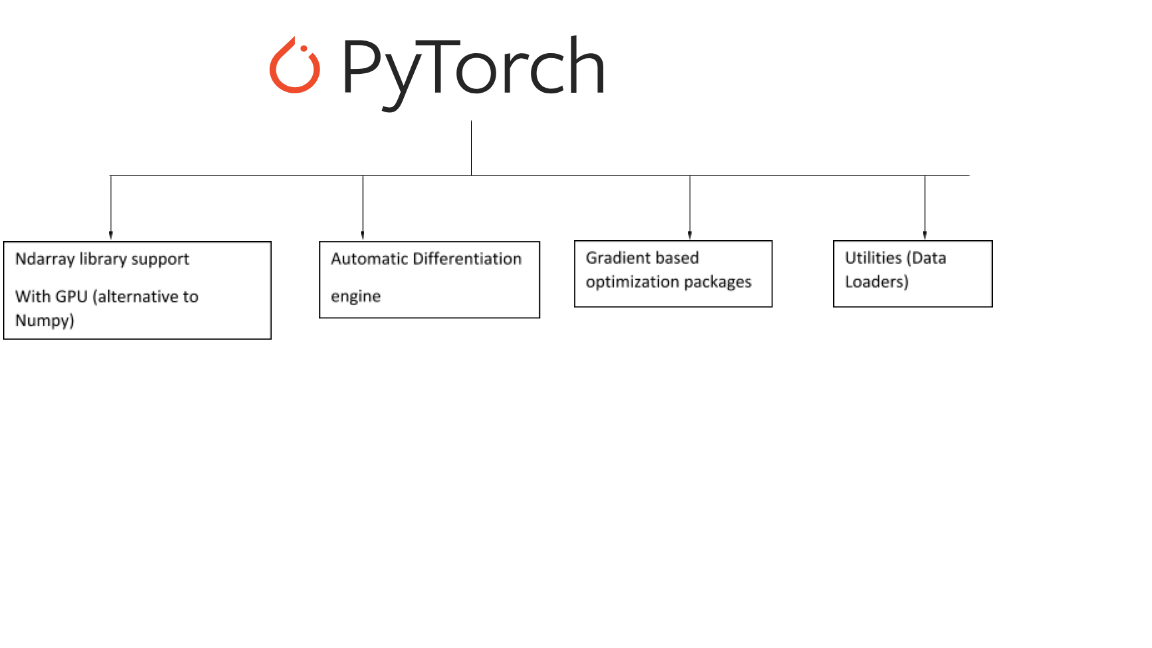 PyTorch
Ndarray library support
With GPU (alternative to
Numpy)
Automatic Differentiation
engine
Gradient based
optimization packages
Utilities (Data
Loaders)